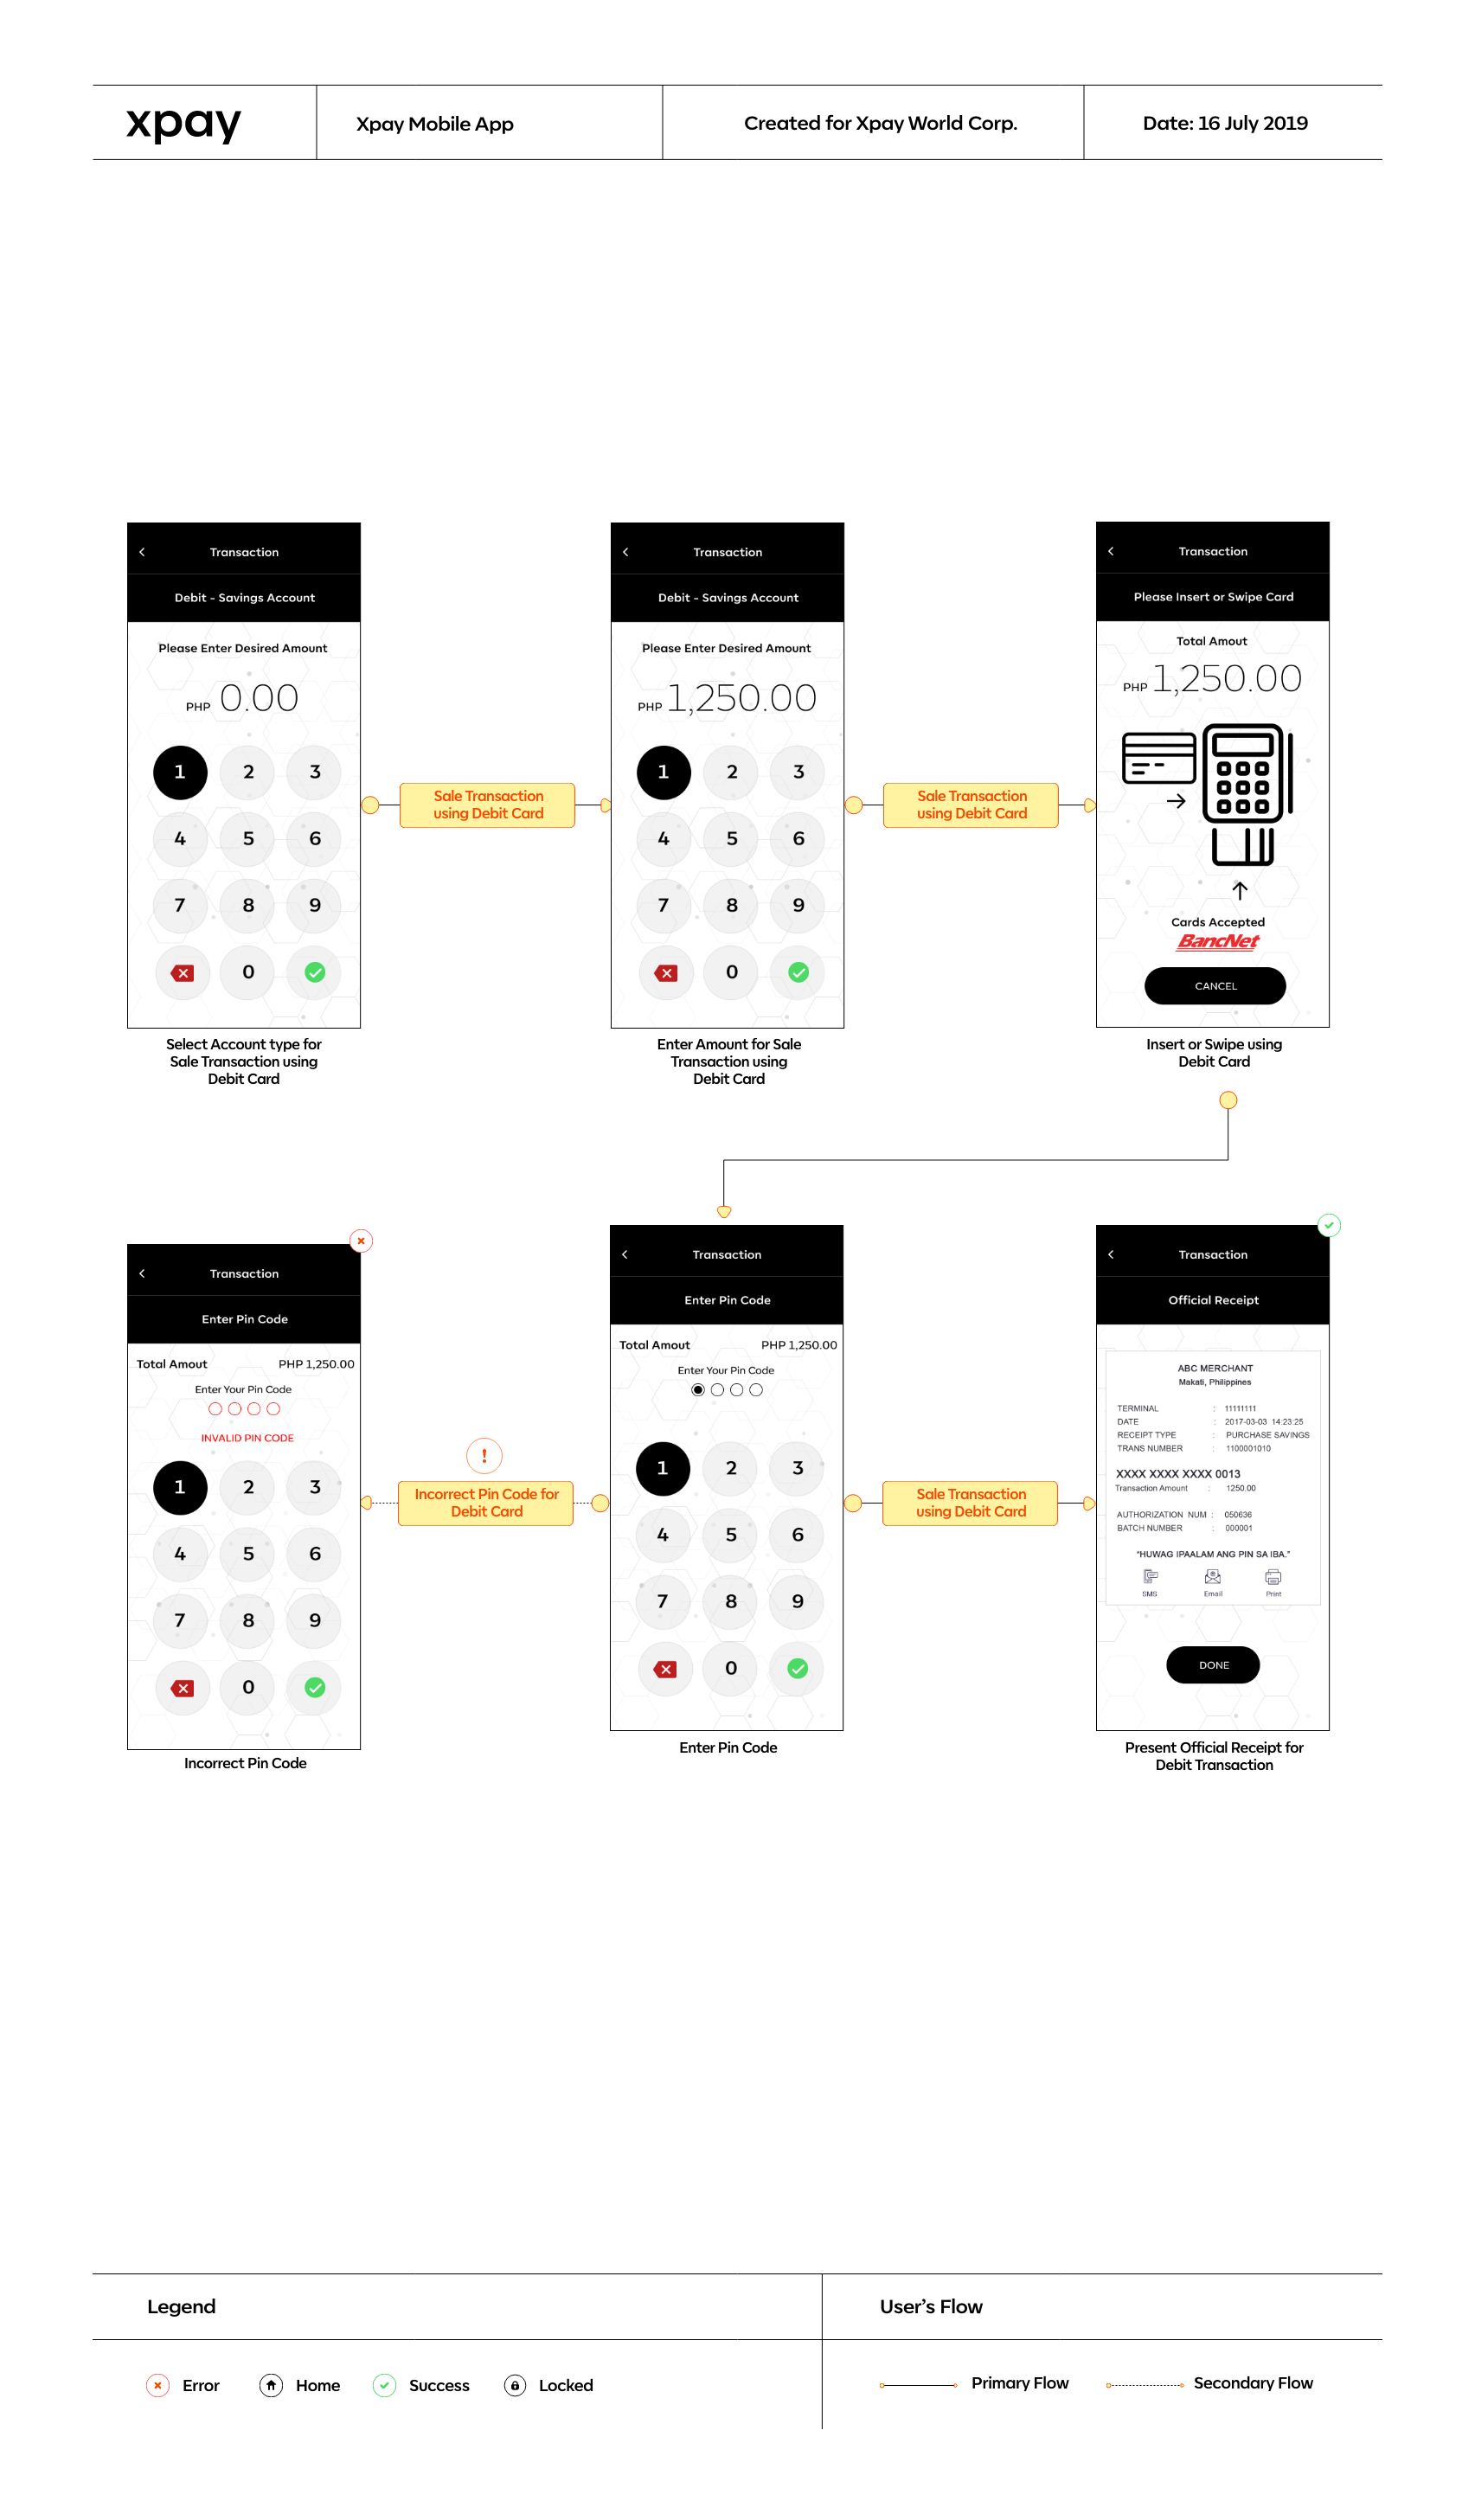 xpay
Xpay Mobile App
Created for Xpay World Corp.
Date: 16 July 2019
Transaction
Debit - Savings Account
Please Enter Desired Amount
PHP 0.00
1 2 3
4 5 6
7 8 9
0
Select Account type for
Sale Transaction using
Debit Card
Sale Transaction
using Debit Card
Transaction
Debit - Savings Account
Please Enter Desired Amount
PHP 1,250.00
1 2 3
4 5 6
7 8 9
0
Enter Amount for Sale
Transaction using
Debit Card
Sale Transaction
using Debit Card
Transaction
Please Insert or Swipe Card
Total Amout
PHP 1,250.00
Cards Accepted
BancNet
CANCEL
Insert or Swipe using
Debit Card
Transaction
Enter Pin Code
Total Amout PHP 1,250.00
Enter Your Pin Code
INVALID PIN CODE
1 2 3
4 5 6
7 8 9
0
Incorrect Pin Code
!
Incorrect Pin Code for
Debit Card
Transaction
Enter Pin Code
Total Amout PHP 1,250.00
Enter Your Pin Code
1 2 3
4 5 6
7 8 9
0
Enter Pin Code
Sale Transaction
using Debit Card
Transaction
Official Receipt
ABC MERCHANT
Makati, Philippines
TERMINAL : 11111111
DATE : 2017-03-03 14:23:25
RECEIPT TYPE : PURCHASE SAVINGS
TRANS NUMBER : 1100001010
XXXX XXXX XXXX 0013
Transaction Amount : 1250.00
AUTHORIZATION NUM : 050636
BATCH NUMBER : 000001
“HUWAG IPAALAM ANG PIN SA IBA.”
SMS Email Print
DONE
Present Official Receipt for
Debit Transaction
Legend
Error Home Success Locked
User’s Flow
Primary Flow Secondary Flow